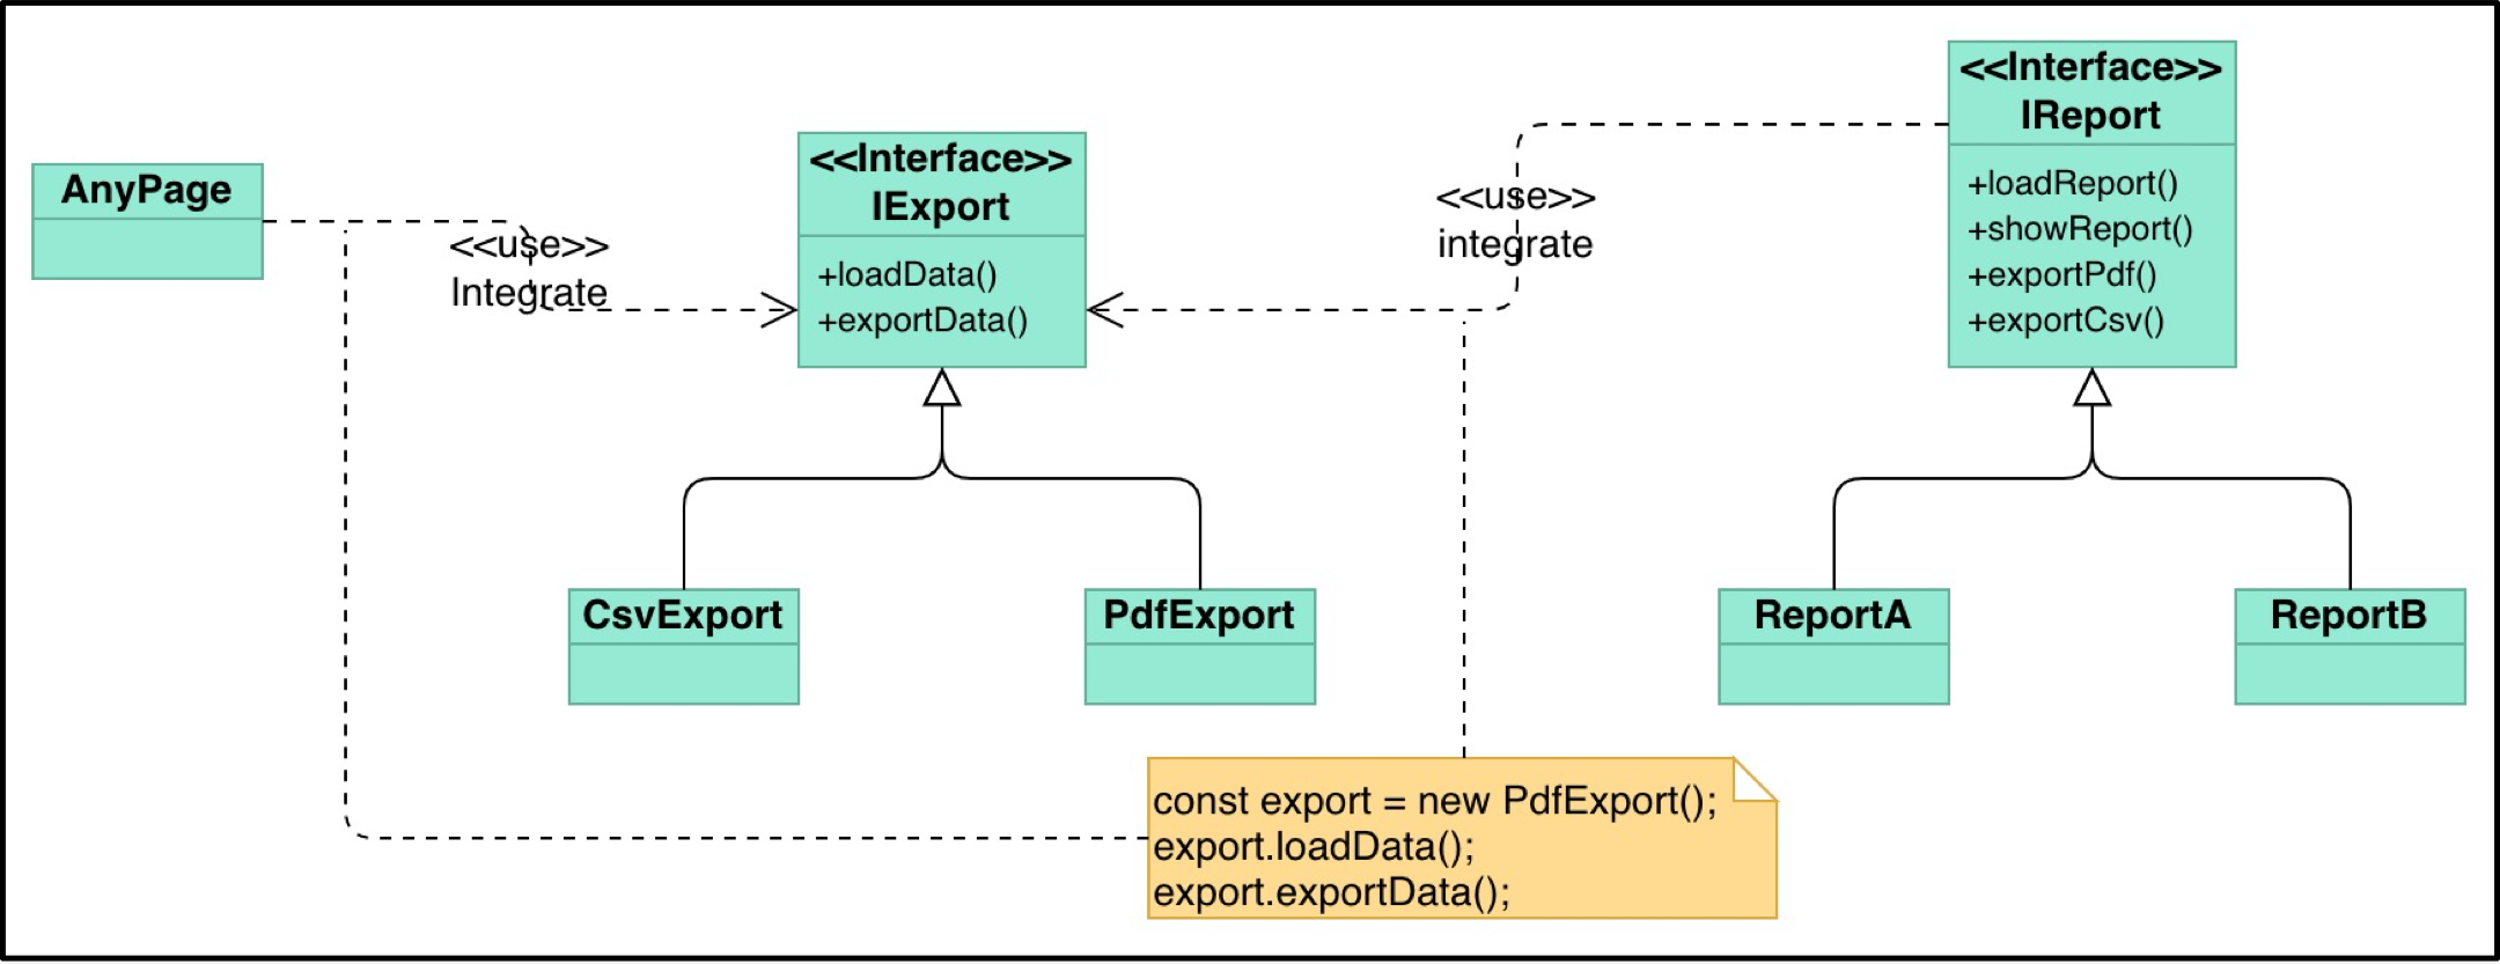 AnyPage
<<use>>
Integrate
<<Interface>>
IExport
+loadData()
+exportData()
<<use>>
integrate
<<Interface>>
IReport
+loadReport()
+showReport()
+exportPdf()
+exportCsv()
CsvExport
PdfExport
ReportA
ReportB
const export = new PdfExport();
export.loadData();
export.exportData();